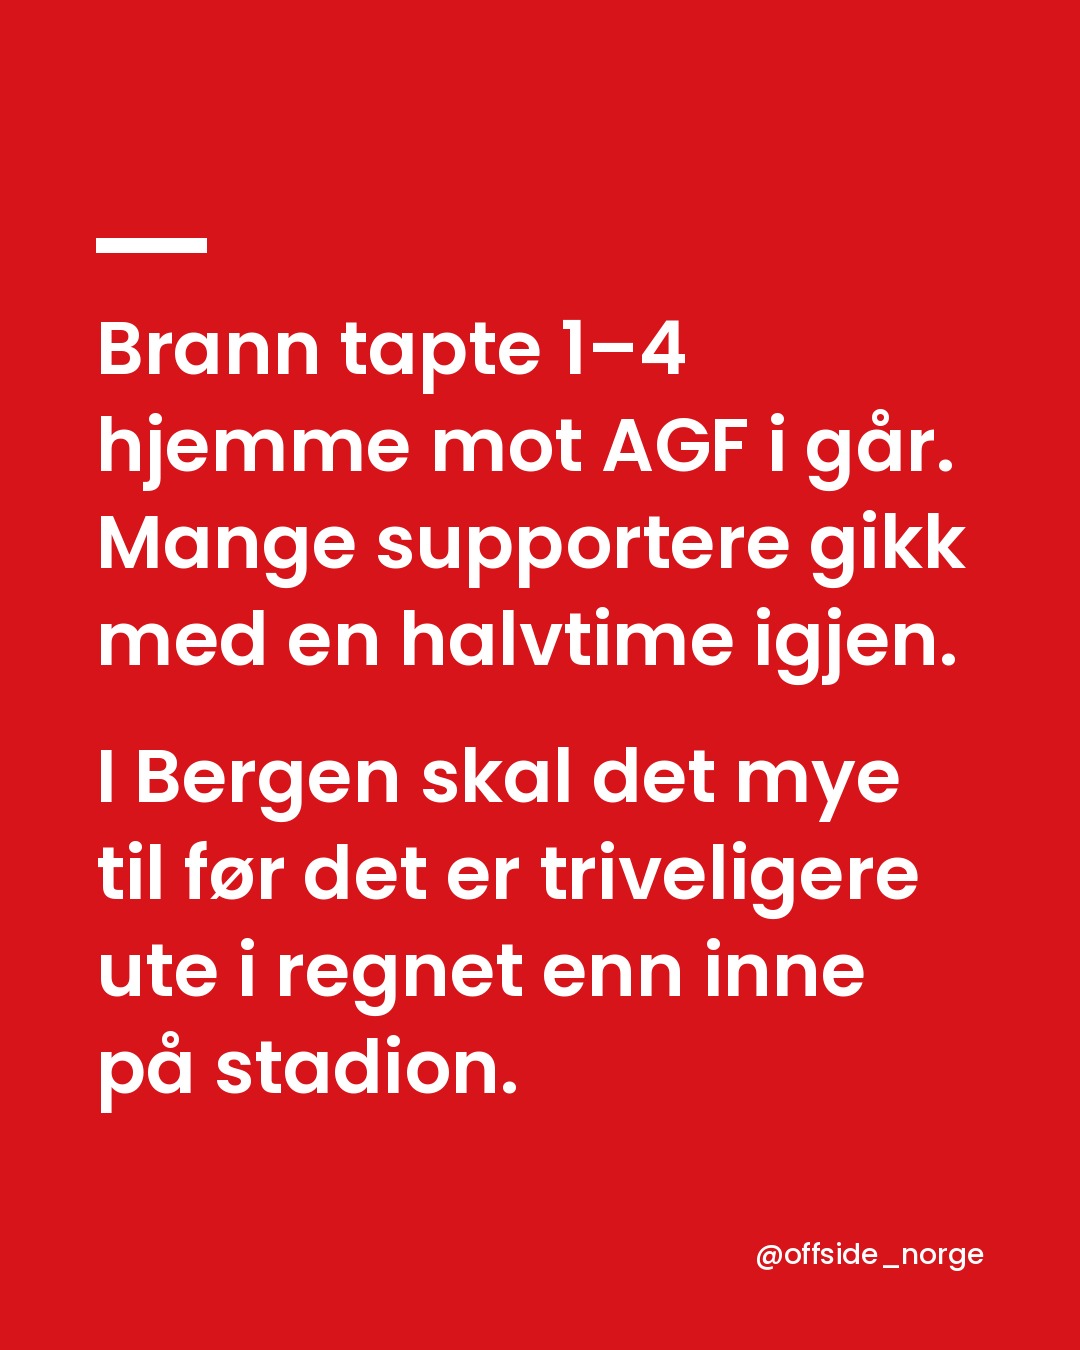 Brann tapte 1–4
hjemme mot AGF i går.
Mange supportere gikk
med en halvtime igjen.
I Bergen skal det mye
til før det er triveligere
ute i regnet enn inne
på stadion.
@offside_norge